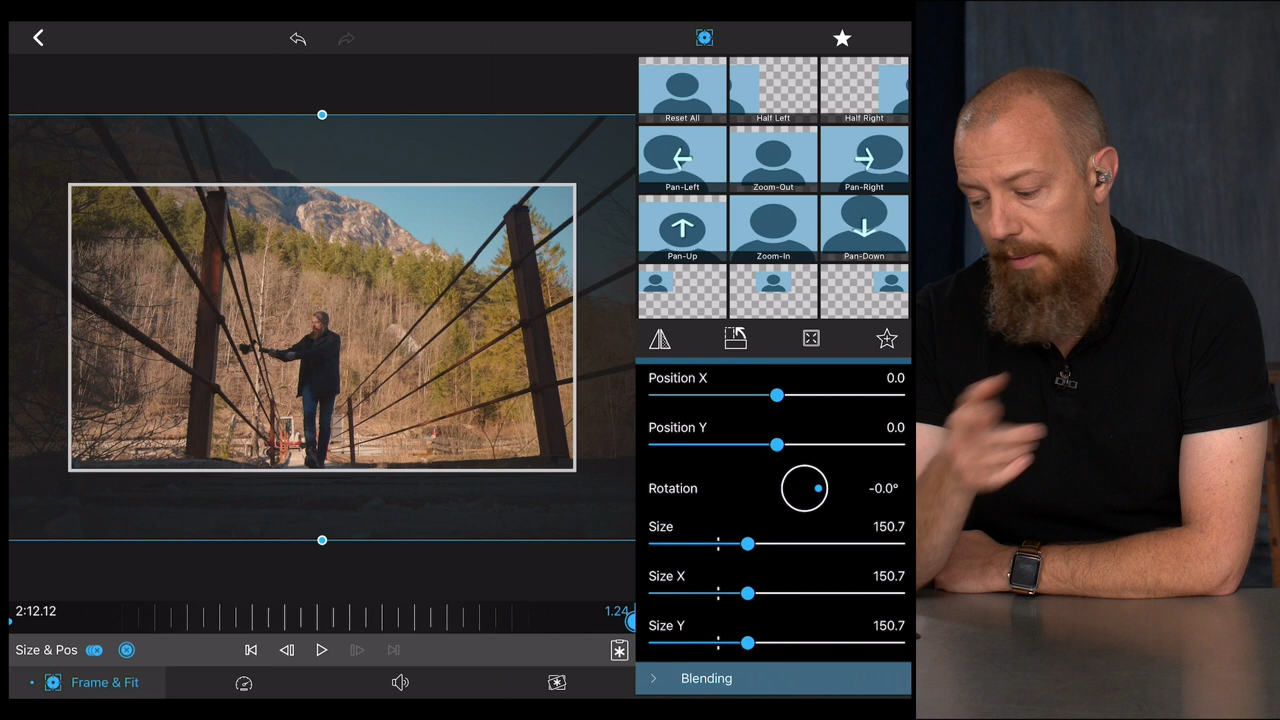 Reset All
Half Left
Half Right
Pan-Left
Zoom-Out
Pan-Right
Pan-Up
Zoom-In
Pan-Down
Position X 0.0
Position Y 0.0
Rotation -0.0°
Size 150.7
Size X 150.7
Size Y 150.7
Blending
2:12.12
1.24
Size & Pos
Frame & Fit